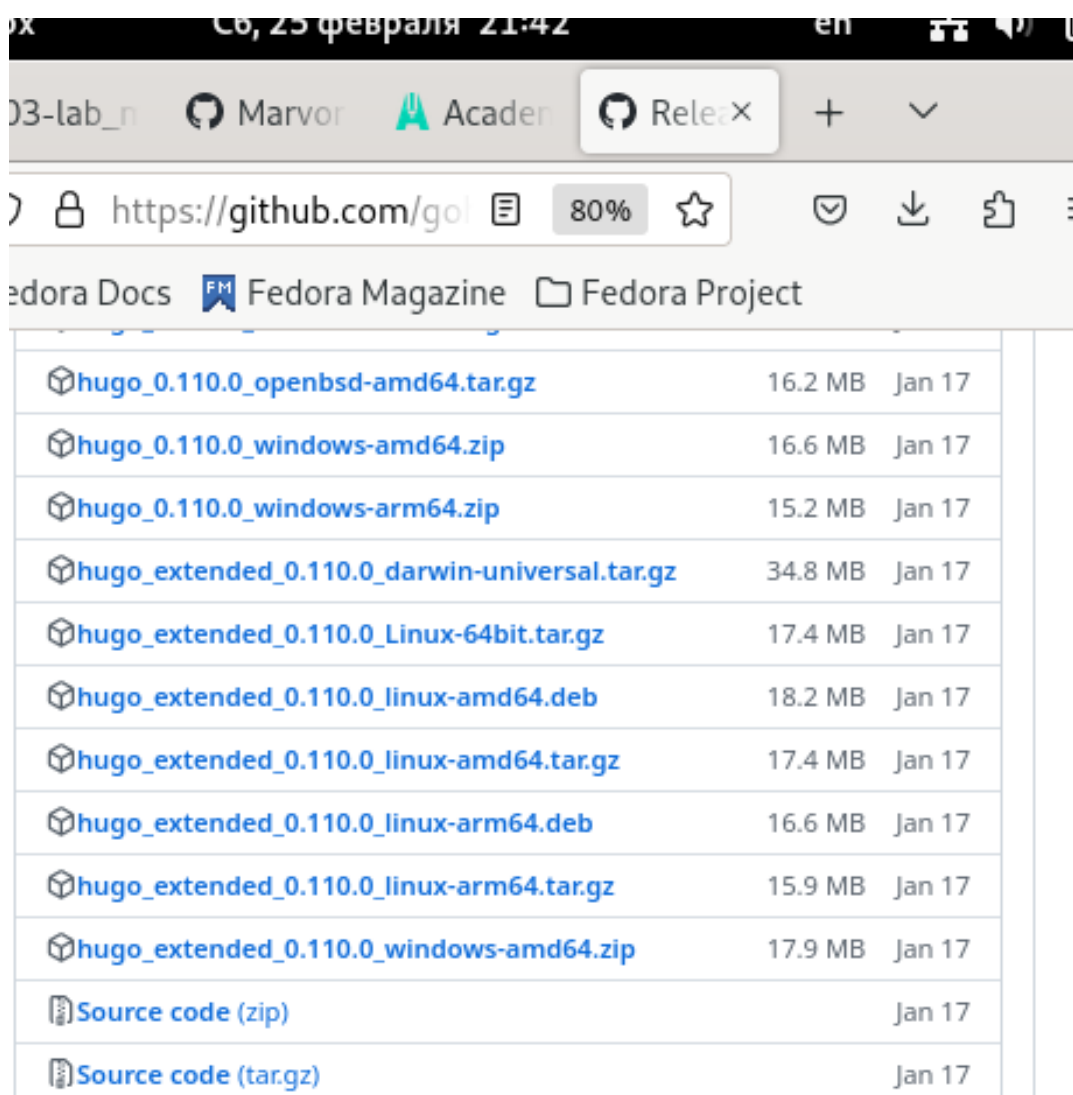 Сб, 25 февраля 21:42 en
03-lab_n Marvor Acaden Relea
https://github.com/go 80%
edora Docs FM Fedora Magazine Fedora Project
hugo_0.110.0_openbsd-amd64.tar.gz 16.2 MB Jan 17
hugo_0.110.0_windows-amd64.zip 16.6 MB Jan 17
hugo_0.110.0_windows-arm64.zip 15.2 MB Jan 17
hugo_extended_0.110.0_darwin-universal.tar.gz 34.8 MB Jan 17
hugo_extended_0.110.0_Linux-64bit.tar.gz 17.4 MB Jan 17
hugo_extended_0.110.0_linux-amd64.deb 18.2 MB Jan 17
hugo_extended_0.110.0_linux-amd64.tar.gz 17.4 MB Jan 17
hugo_extended_0.110.0_linux-arm64.deb 16.6 MB Jan 17
hugo_extended_0.110.0_linux-arm64.tar.gz 15.9 MB Jan 17
hugo_extended_0.110.0_windows-amd64.zip 17.9 MB Jan 17
Source code (zip) Jan 17
Source code (tar.gz) Jan 17